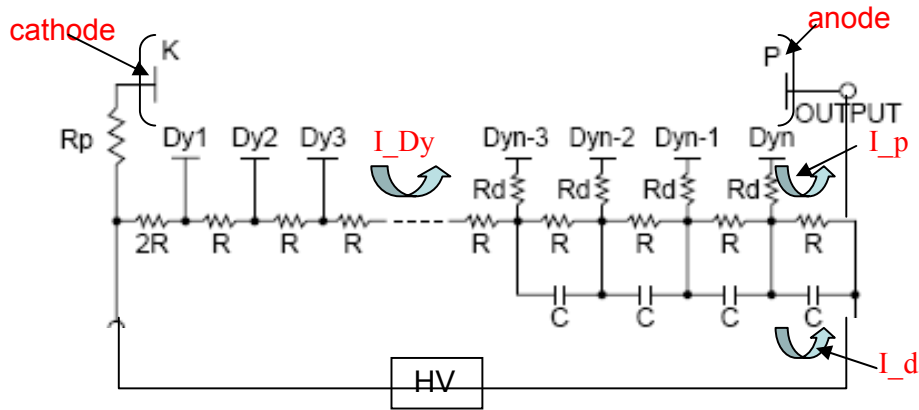 cathode
anode
K
P
OUTPUT
Rp
Dy1
Dy2
Dy3
I_Dy
Dyn-3
Dyn-2
Dyn-1
Dyn
I_p
Rd
Rd
Rd
Rd
2R
R
R
R
R
R
R
R
R
C
C
C
C
I_d
HV